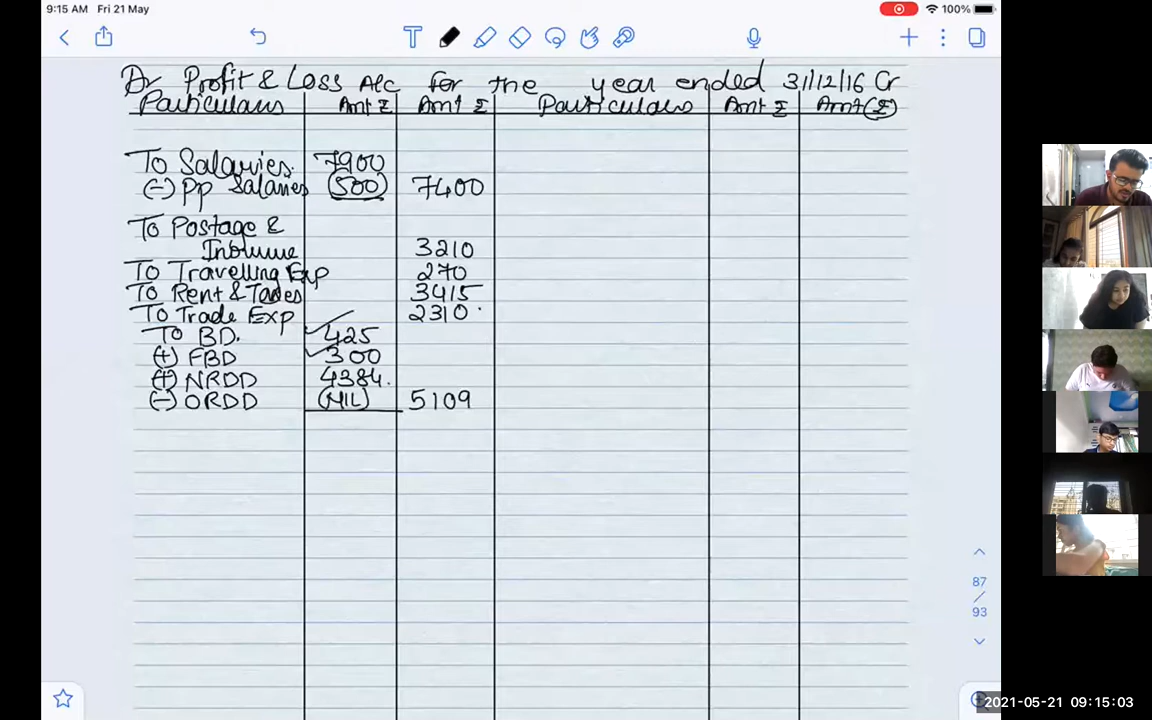 9:15 AM Fri 21 May
100%
Dr Profit & Loss A/c for the year ended 31/12/16 Cr
Particulars Amt ₹ Amt ₹ Particulars Amt ₹ Amt (₹)
To Salaries. 7900
(-) Pp Salaries (500) 7400
To Postage &
3210
To Travelling Exp 270
To Rent & Taxes 3415
To Trade Exp 2310
To BD. 425
(+) FBD 300
(+) NRDD 4384.
(-) ORDD (NIL) 5109
87
/
93
2021-05-21 09:15:03